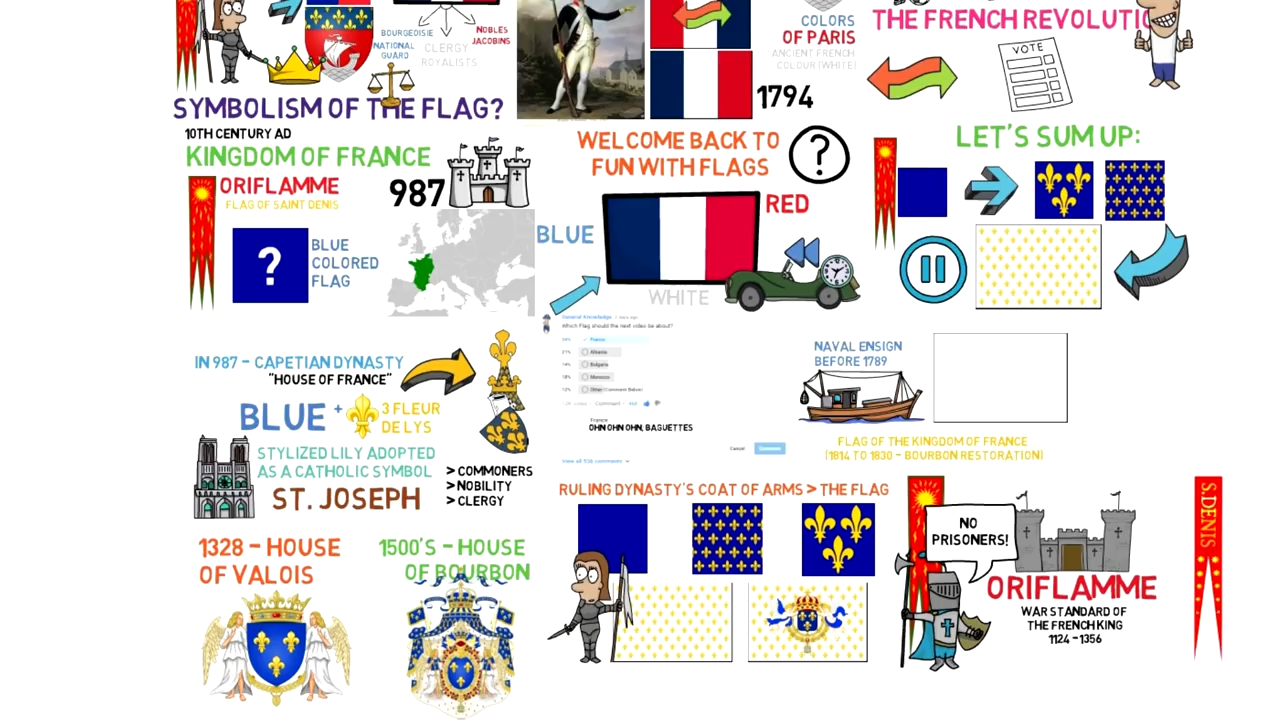 BOURGEOISIE
NATIONAL
GUARD
CLERGY
ROYALISTS
NOBLES
JACOBINS
COLORS
OF PARIS
ANCIENT FRENCH
COLOUR (WHITE)
THE FRENCH REVOLUTIO
VOTE
1794
SYMBOLISM OF THE FLAG?
10TH CENTURY AD
KINGDOM OF FRANCE
ORIFLAMME
FLAG OF SAINT DENIS
987
?
BLUE
COLORED
FLAG
WELCOME BACK TO
FUN WITH FLAGS
?
BLUE
RED
WHITE
LET'S SUM UP:
General Knowledge
Which Flag should the next video be about?
France
Albania
Bulgaria
Morocco
France
OHN OHN OHN, BAGUETTES
Cancel
NAVAL ENSIGN
BEFORE 1789
FLAG OF THE KINGDOM OF FRANCE
(1814 TO 1830 - BOURBON RESTORATION)
IN 987 - CAPETIAN DYNASTY
"HOUSE OF FRANCE"
BLUE + 3 FLEUR
DE LYS
STYLIZED LILY ADOPTED
AS A CATHOLIC SYMBOL
ST. JOSEPH
> COMMONERS
> NOBILITY
> CLERGY
1328 - HOUSE
OF VALOIS
1500'S - HOUSE
OF BOURBON
RULING DYNASTY'S COAT OF ARMS > THE FLAG
NO
PRISONERS!
ORIFLAMME
WAR STANDARD OF
THE FRENCH KING
1124 - 1356
S.DENIS